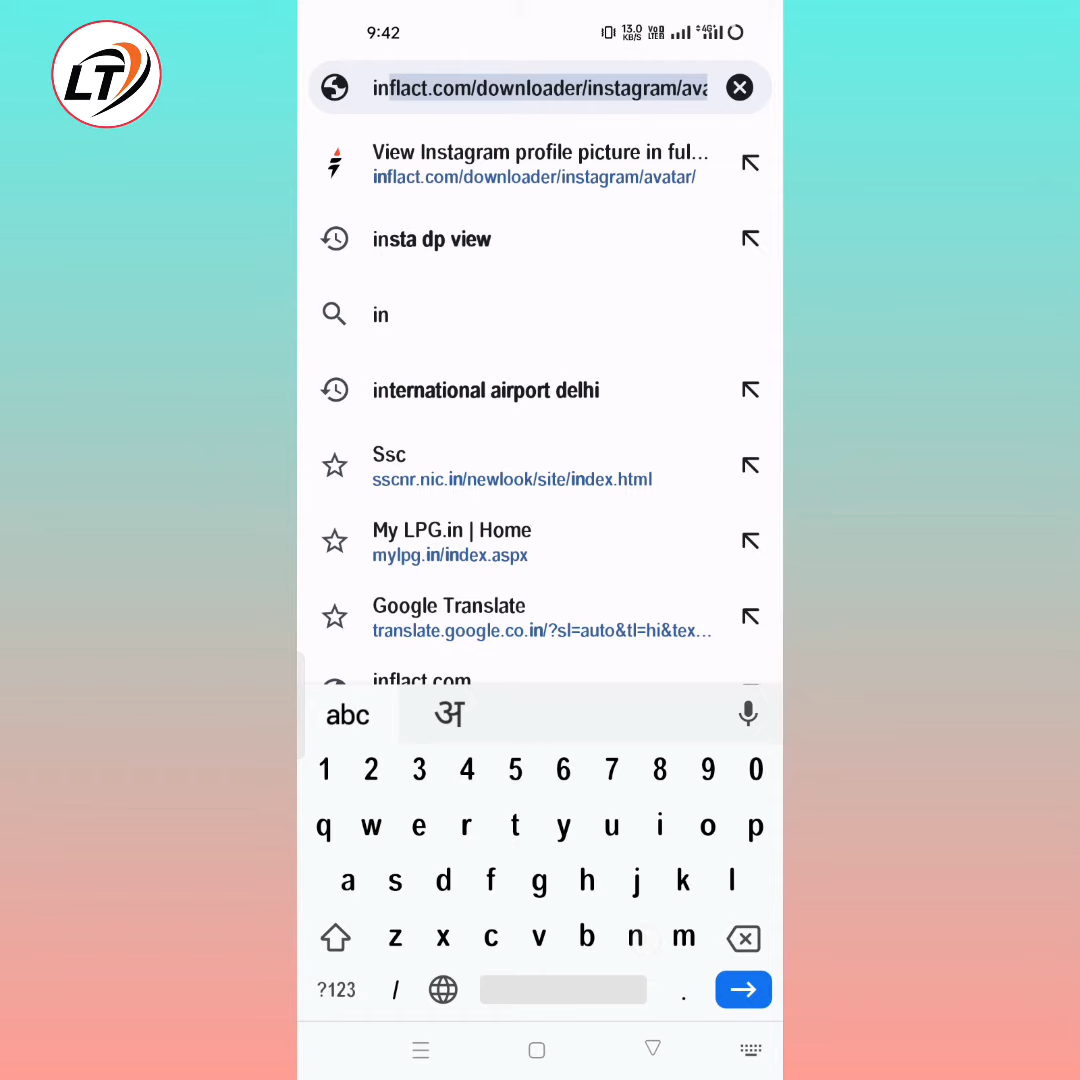 LT
9:42
13.0
KB/S
Vo
LTE
4G+
inflact.com/downloader/instagram/ava
View Instagram profile picture in ful...
inflact.com/downloader/instagram/avatar/
insta dp view
in
international airport delhi
Ssc
sscnr.nic.in/newlook/site/index.html
My LPG.in | Home
mylpg.in/index.aspx
Google Translate
translate.google.co.in/?sl=auto&tl=hi&tex...
inflact.com
abc अ
1 2 3 4 5 6 7 8 9 0
q w e r t y u i o p
a s d f g h j k l
z x c v b n m
?123 / .